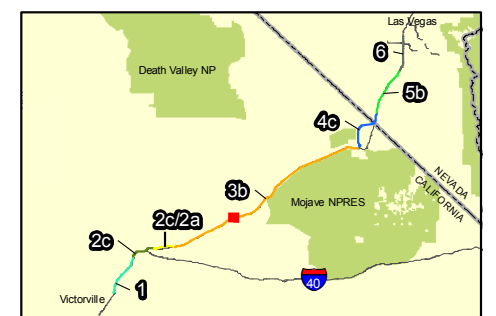 Las Vegas
6
Death Valley NP
5b
4c
NEVADA
CALIFORNIA
3b
Mojave NPRES
2c/2a
2c
40
1
Victorville